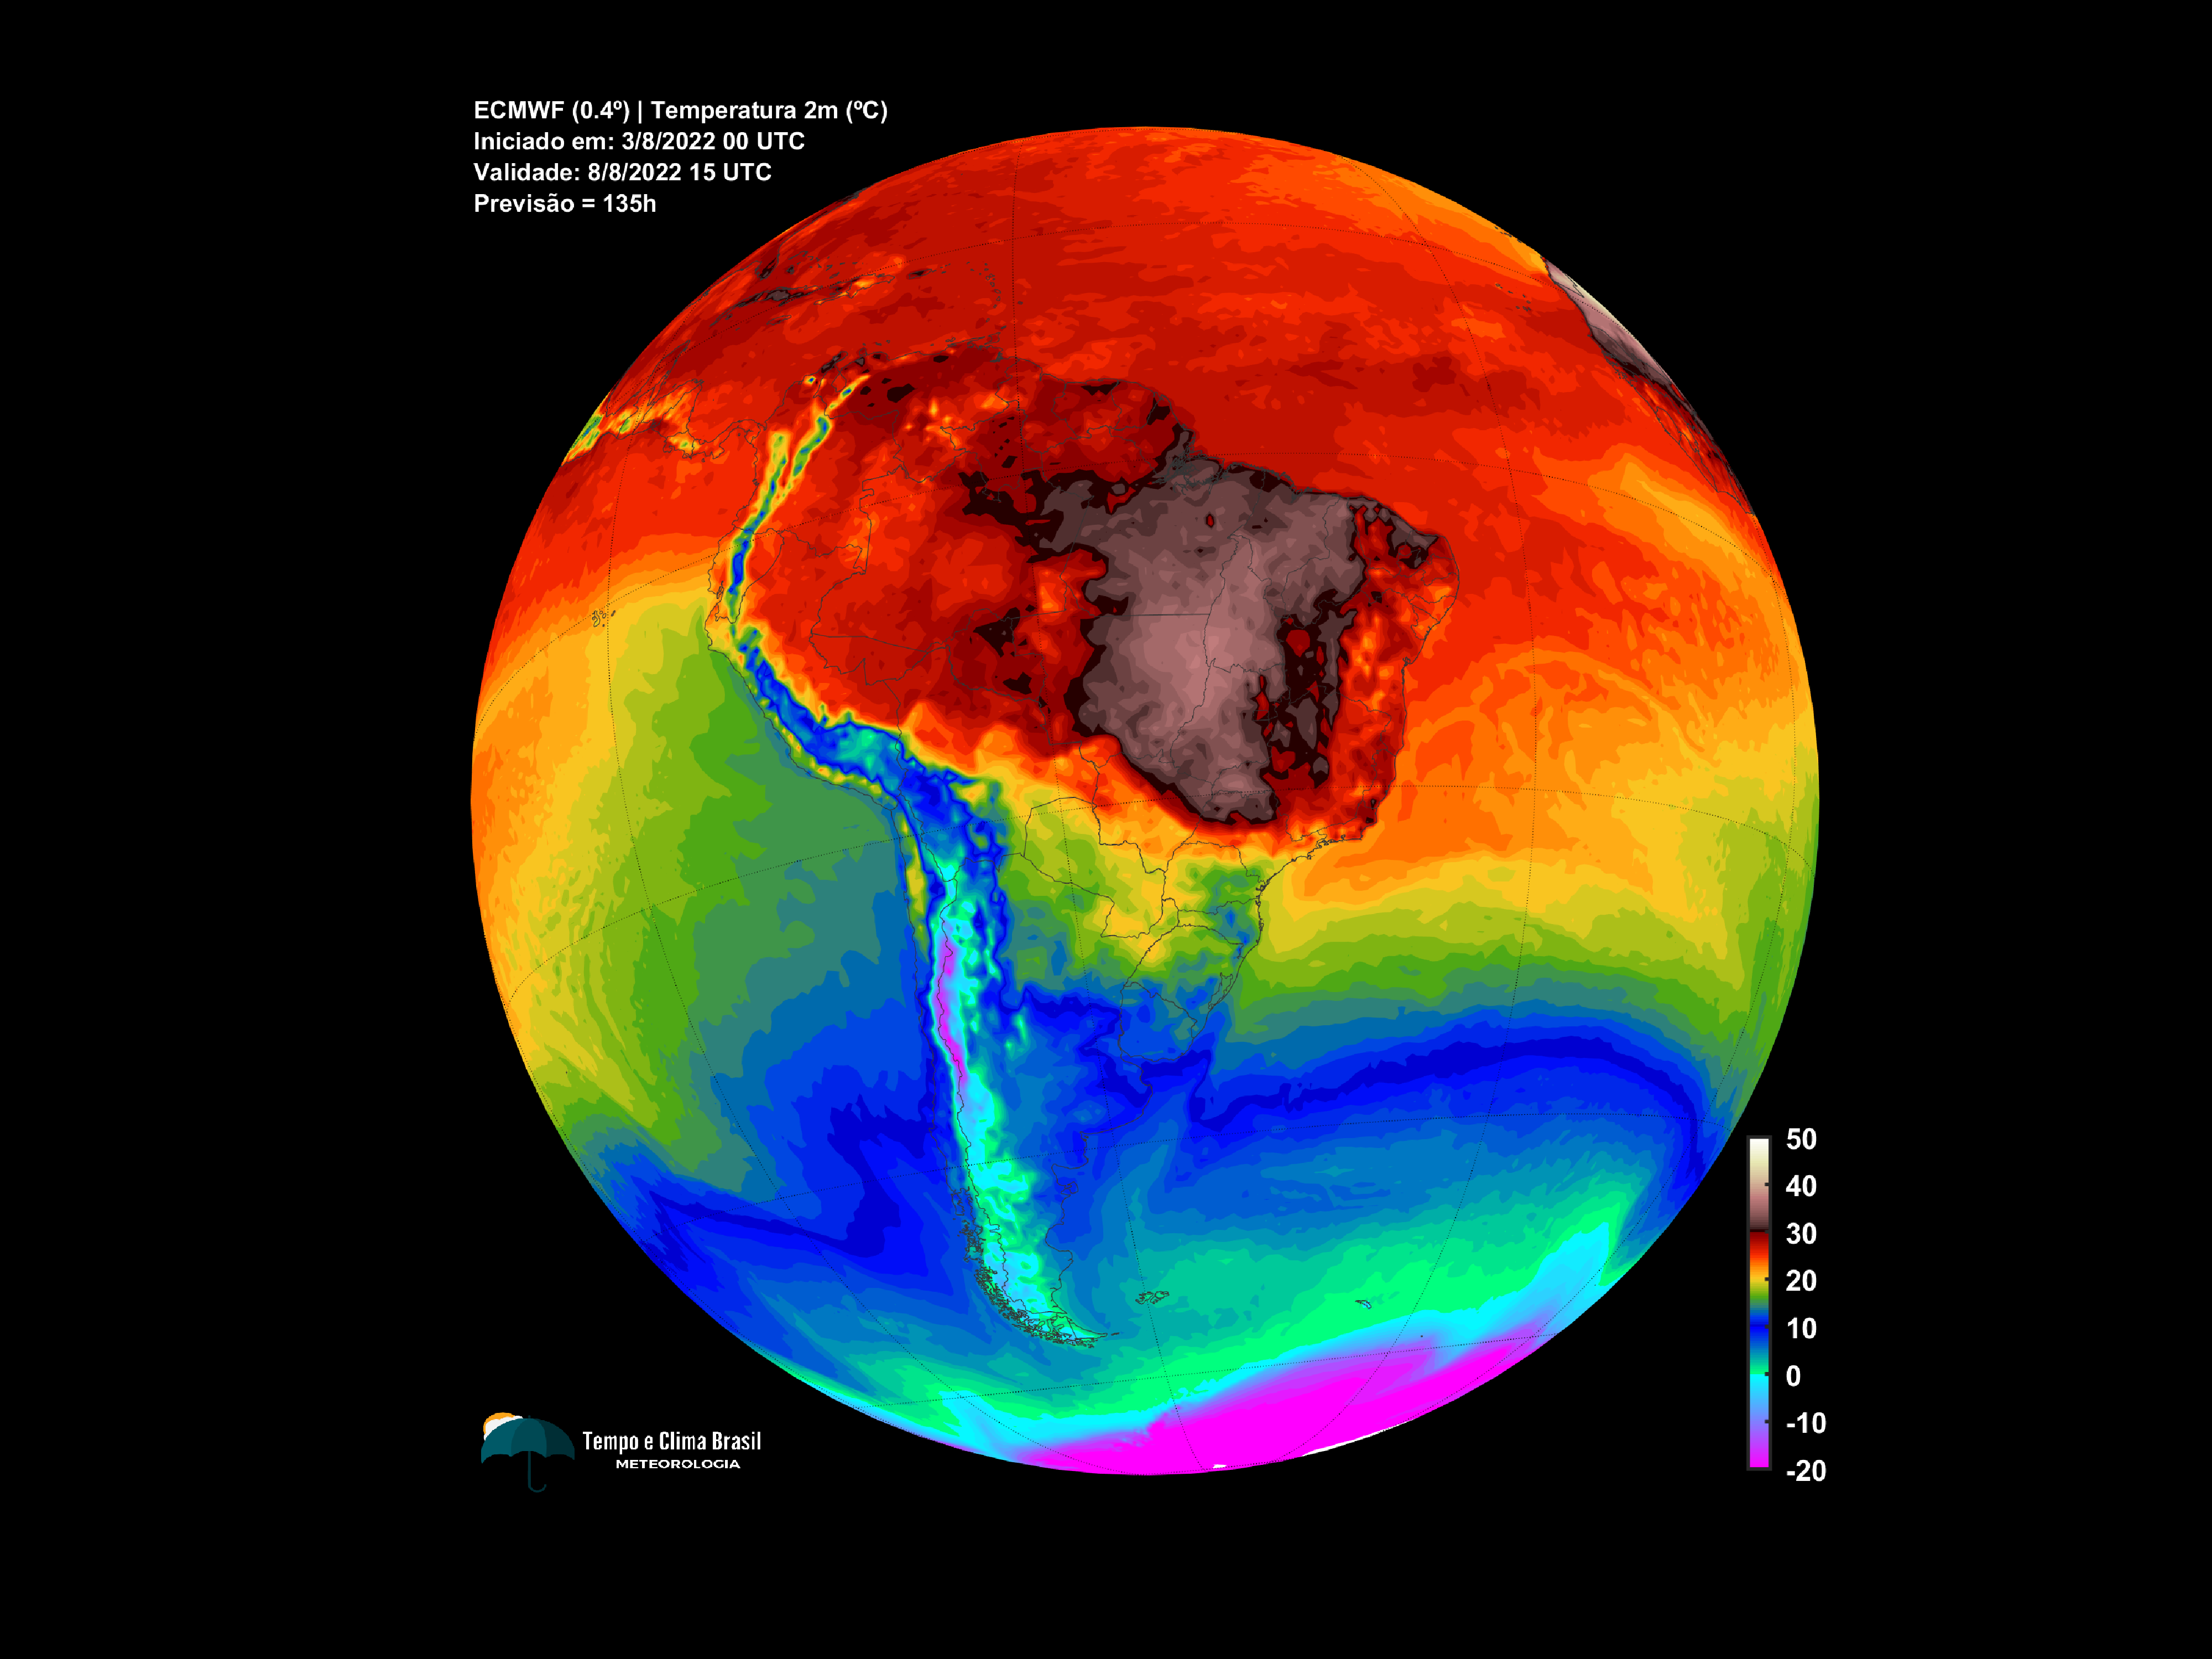 ECMWF (0.4º) | Temperatura 2m (ºC)
Iniciado em: 3/8/2022 00 UTC
Validade: 8/8/2022 15 UTC
Previsão = 135h
50
40
30
20
10
0
-10
-20
Tempo e Clima Brasil
METEOROLOGIA